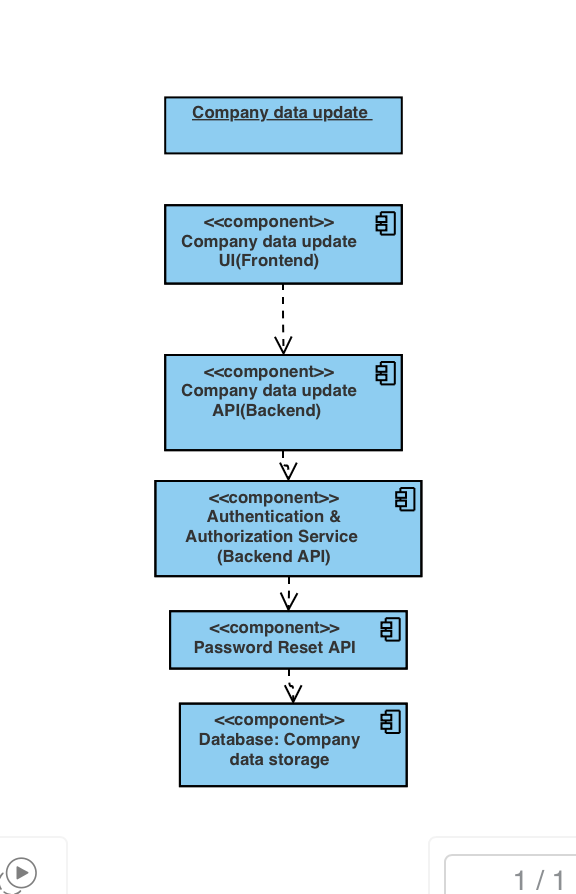 Company data update
<<component>>
Company data update
UI(Frontend)
<<component>>
Company data update
API(Backend)
<<component>>
Authentication &
Authorization Service
(Backend API)
<<component>>
Password Reset API
<<component>>
Database: Company
data storage
1 / 1